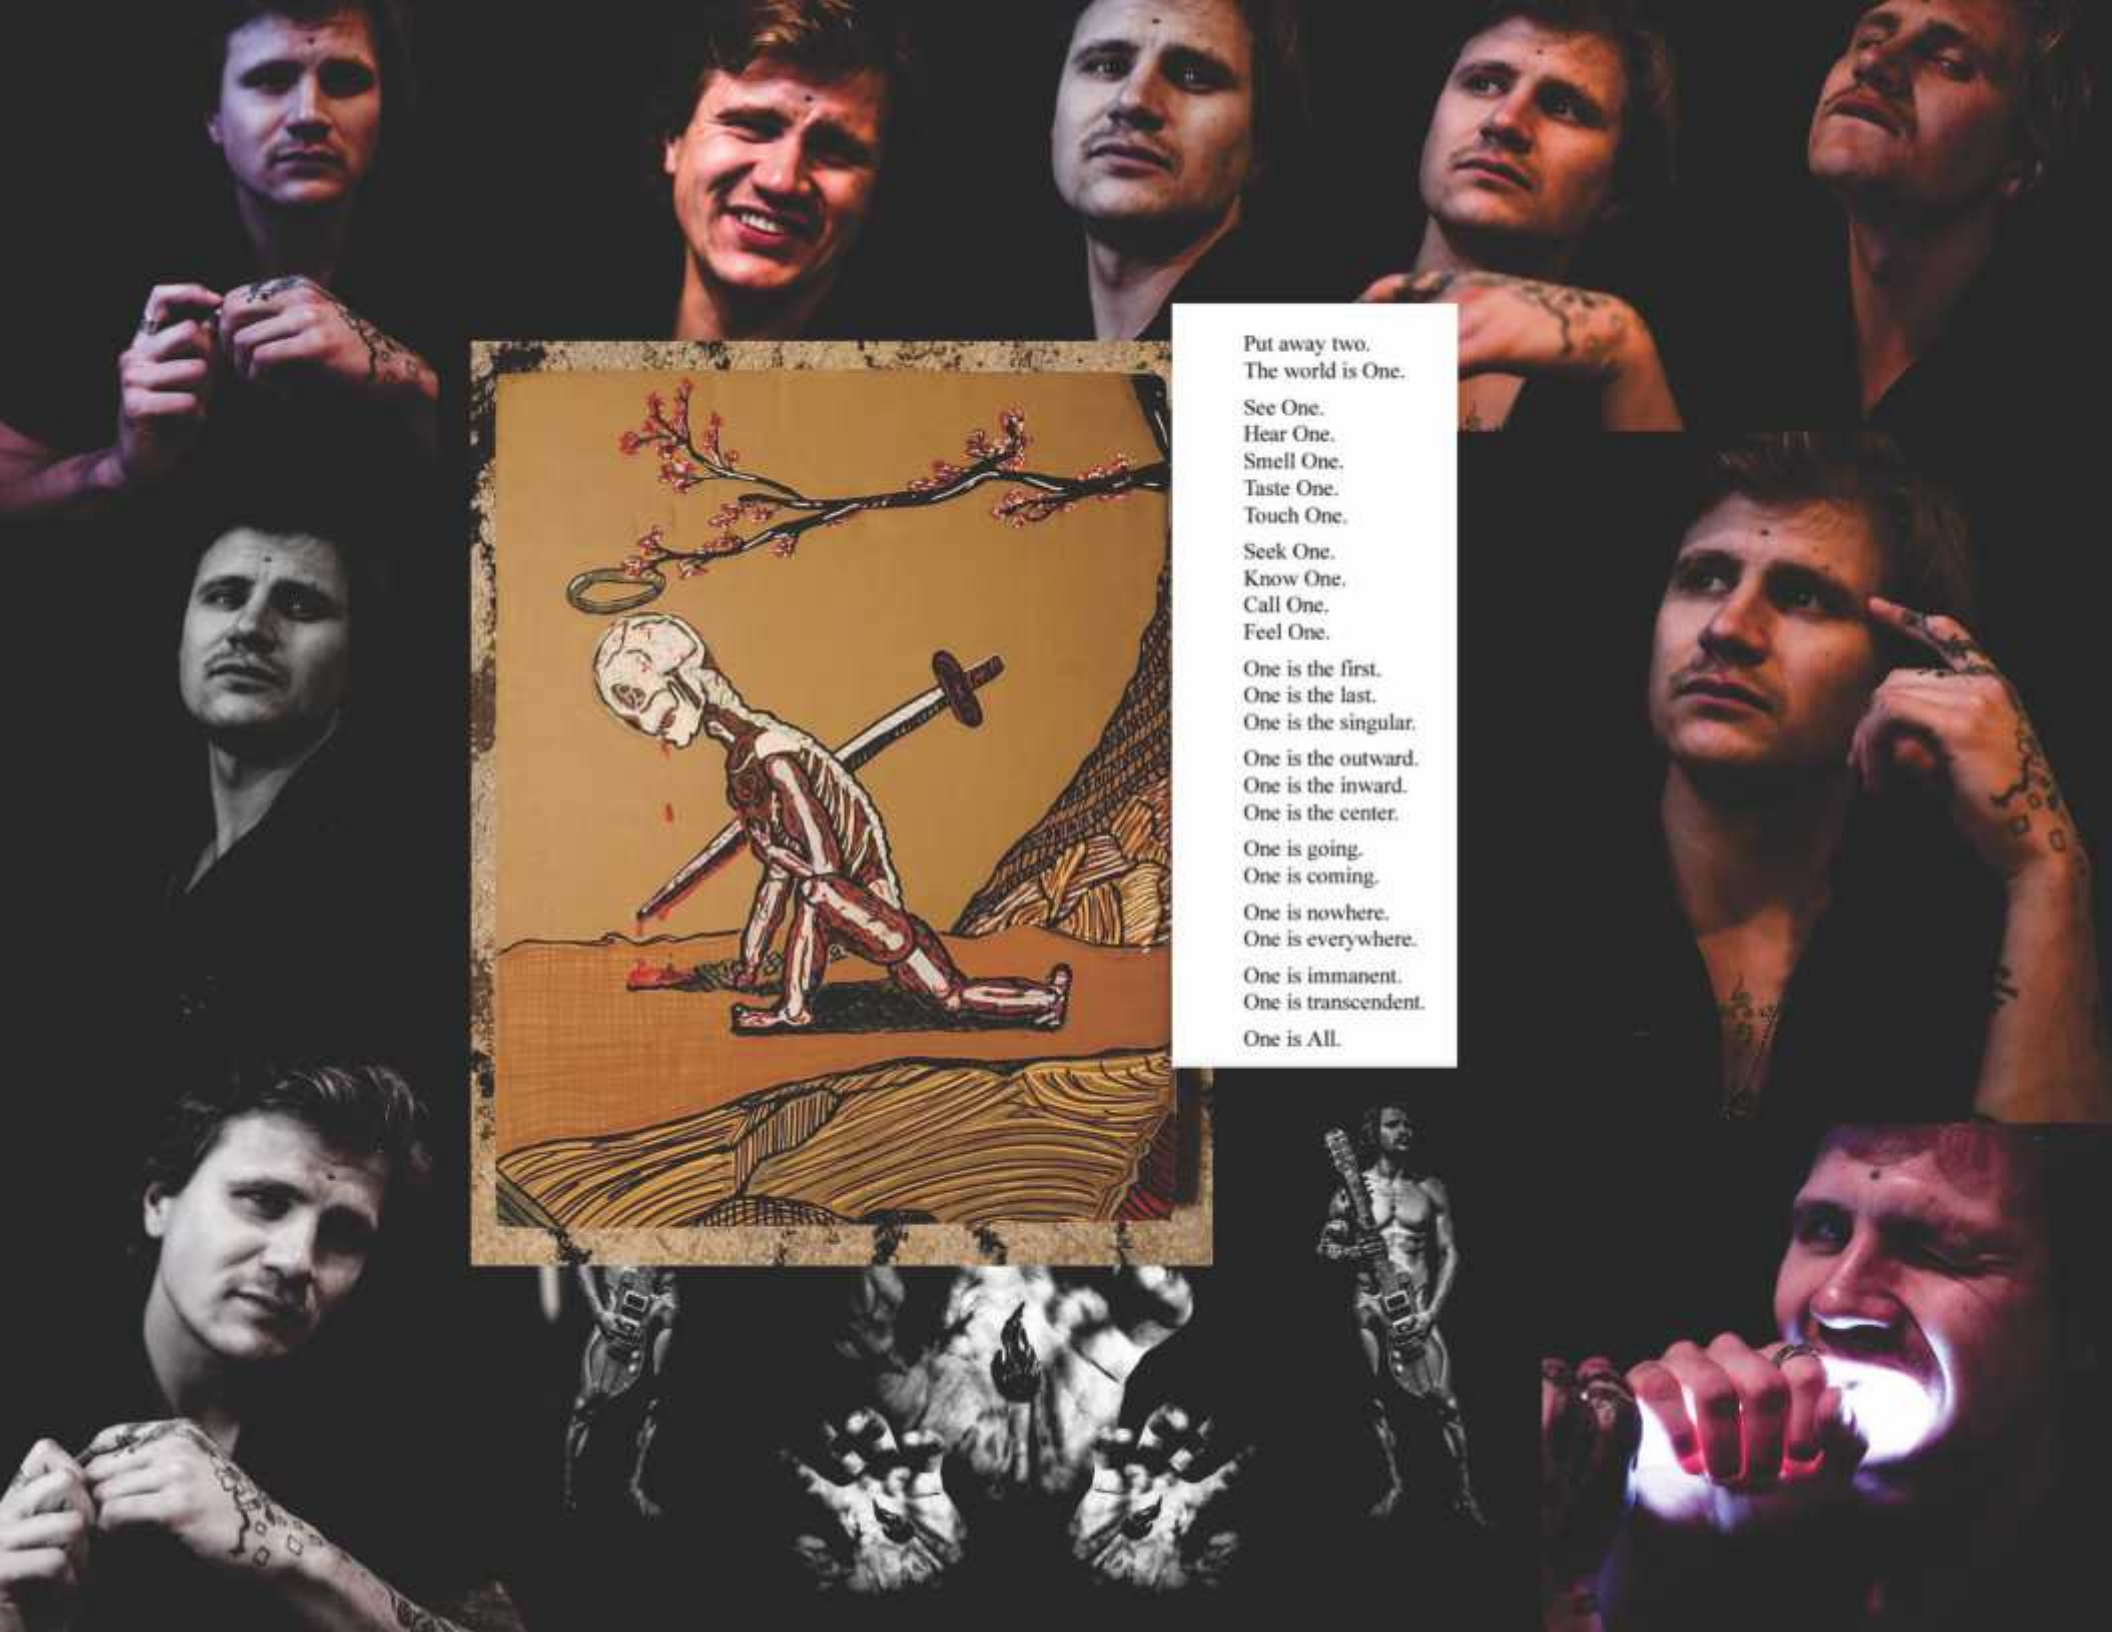 Put away two.
The world is One.
See One.
Hear One.
Smell One.
Taste One.
Touch One.
Seek One.
Know One.
Call One.
Feel One.
One is the first.
One is the last.
One is the singular.
One is the outward.
One is the inward.
One is the center.
One is going.
One is coming.
One is nowhere.
One is everywhere.
One is immanent.
One is transcendent.
One is All.